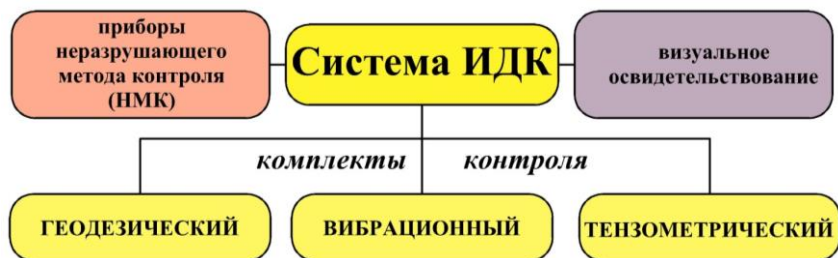 приборы
неразрушающего
метода контроля
(НМК)
Система ИДК
визуальное
освидетельствование
комплекты контроля
ГЕОДЕЗИЧЕСКИЙ
ВИБРАЦИОННЫЙ
ТЕНЗОМЕТРИЧЕСКИЙ